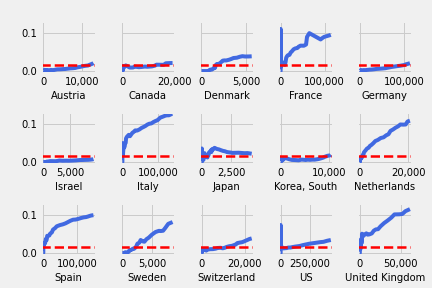 0.1
0.0
0 10,000 0 20,000 0 5,000 0 100,000 0 100,000
Austria Canada Denmark France Germany
0.1
0.0
0 5,000 0 100,000 0 2,500 0 10,000 0 20,000
Israel Italy Japan Korea, South Netherlands
0.1
0.0
0 100,000 0 5,000 0 20,000 0 250,000 0 50,000
Spain Sweden Switzerland US United Kingdom